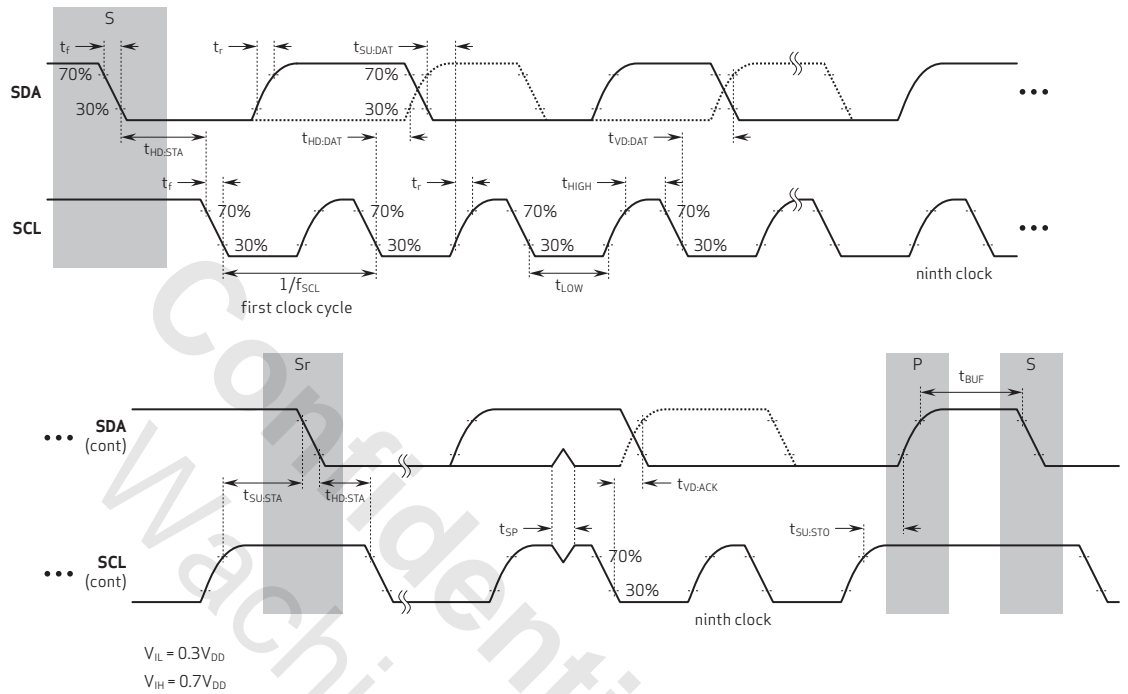 S
tf
tr
tSU:DAT
70%
70%
SDA
30%
30%
•••
tHD:STA
tHD:DAT
tVD:DAT
tf
tr
tHIGH
70%
70%
70%
70%
SCL
30%
30%
30%
30%
•••
1/fSCL
tLOW
ninth clock
first clock cycle
Sr
P
S
tBUF
••• SDA
(cont)
tSU:STA
tHD:STA
tVD:ACK
tSP
tSU:STO
••• SCL
(cont)
70%
30%
ninth clock
VIL = 0.3VDD
VIH = 0.7VDD
Confidenti
Wachi